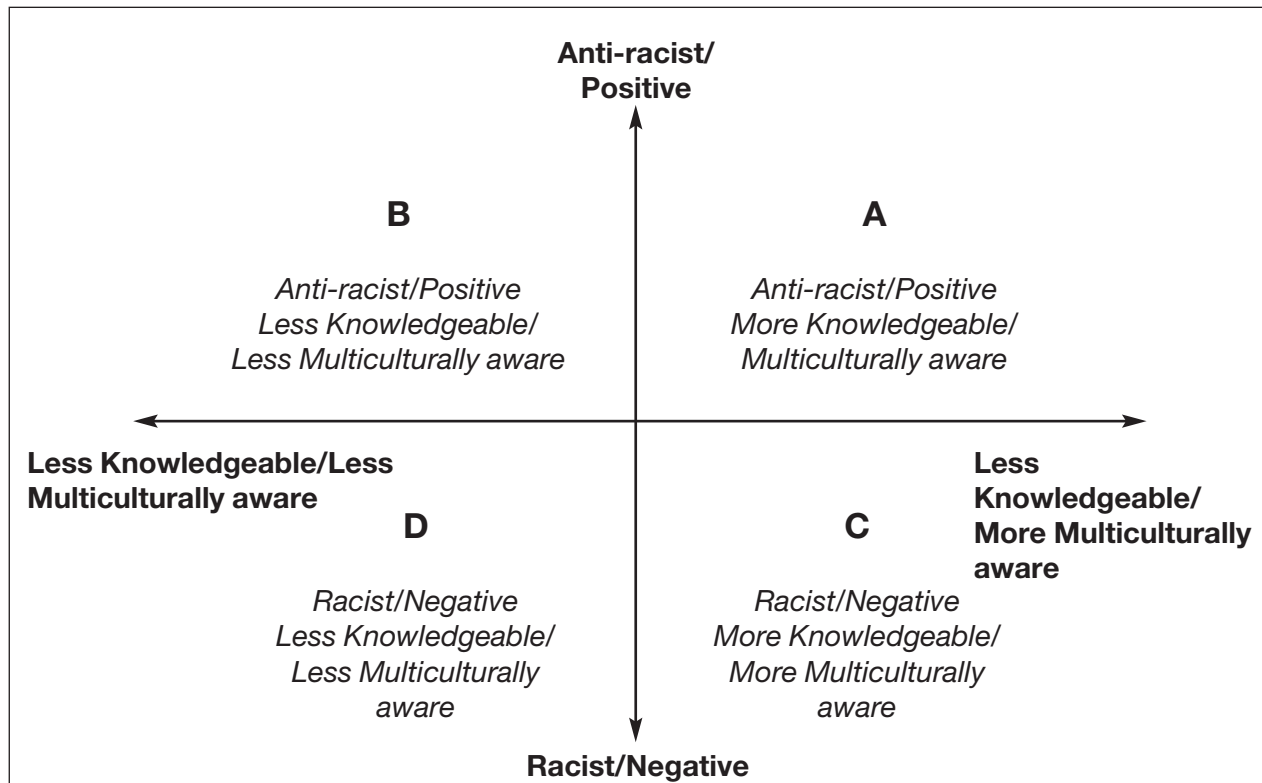 Anti-racist/
Positive
B
Anti-racist/Positive
Less Knowledgeable/
Less Multiculturally aware
A
Anti-racist/Positive
More Knowledgeable/
Multiculturally aware
Less Knowledgeable/Less
Multiculturally aware
Less
Knowledgeable/
More Multiculturally
aware
D
Racist/Negative
Less Knowledgeable/
Less Multiculturally
aware
C
Racist/Negative
More Knowledgeable/
More Multiculturally
aware
Racist/Negative